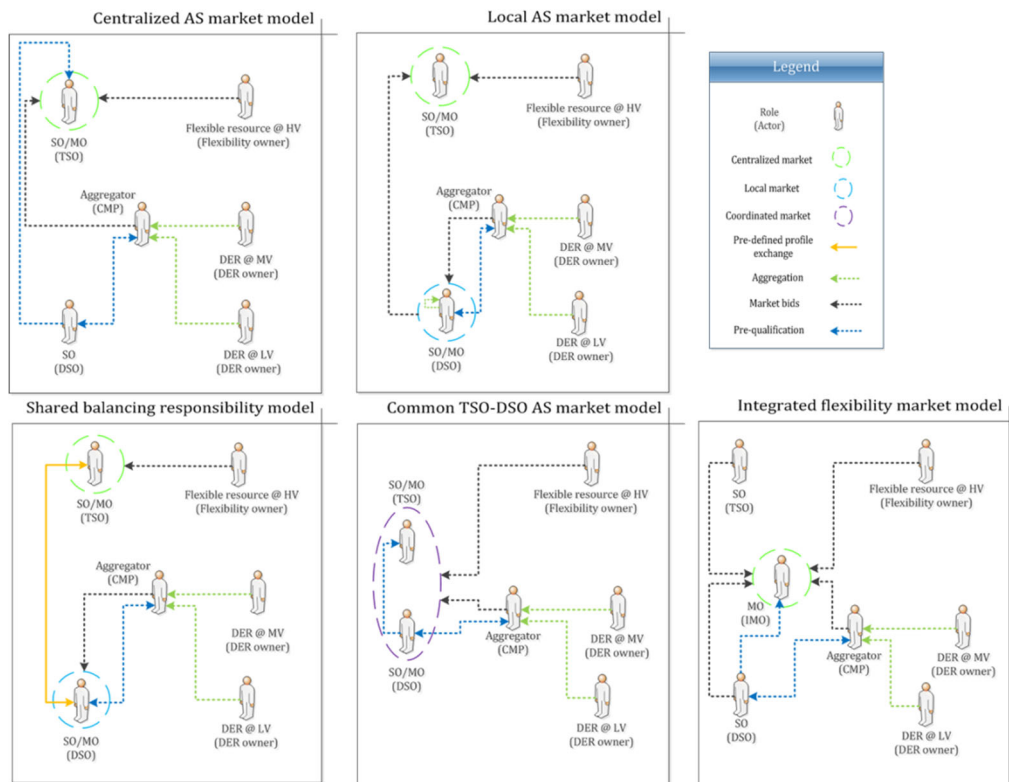 Centralized AS market model
SO/MO
(TSO)
Flexible resource @ HV
(Flexibility owner)
Aggregator
(CMP)
DER @ MV
(DER owner)
SO
(DSO)
DER @ LV
(DER owner)
Local AS market model
SO/MO
(TSO)
Flexible resource @ HV
(Flexibility owner)
Aggregator
(CMP)
DER @ MV
(DER owner)
SO/MO
(DSO)
DER @ LV
(DER owner)
Legend
Role
(Actor)
Centralized market
Local market
Coordinated market
Pre-defined profile
exchange
Aggregation
Market bids
Pre-qualification
Shared balancing responsibility model
SO/MO
(TSO)
Flexible resource @ HV
(Flexibility owner)
Aggregator
(CMP)
DER @ MV
(DER owner)
SO/MO
(DSO)
DER @ LV
(DER owner)
Common TSO-DSO AS market model
SO/MO
(TSO)
Flexible resource @ HV
(Flexibility owner)
Aggregator
(CMP)
DER @ MV
(DER owner)
SO/MO
(DSO)
DER @ LV
(DER owner)
Integrated flexibility market model
SO
(TSO)
Flexible resource @ HV
(Flexibility owner)
MO
(IMO)
Aggregator
(CMP)
DER @ MV
(DER owner)
SO
(DSO)
DER @ LV
(DER owner)